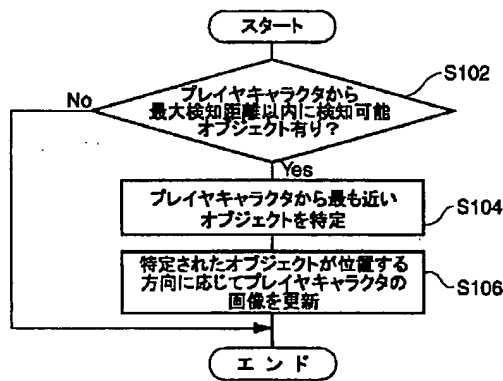 スタート
プレイヤキャラクタから
最大検知距離以内に検知可能
オブジェクト有り?
S102
No
Yes
プレイヤキャラクタから最も近い
オブジェクトを特定
S104
特定されたオブジェクトが位置する
方向に応じてプレイヤキャラクタの
画像を更新
S106
エンド